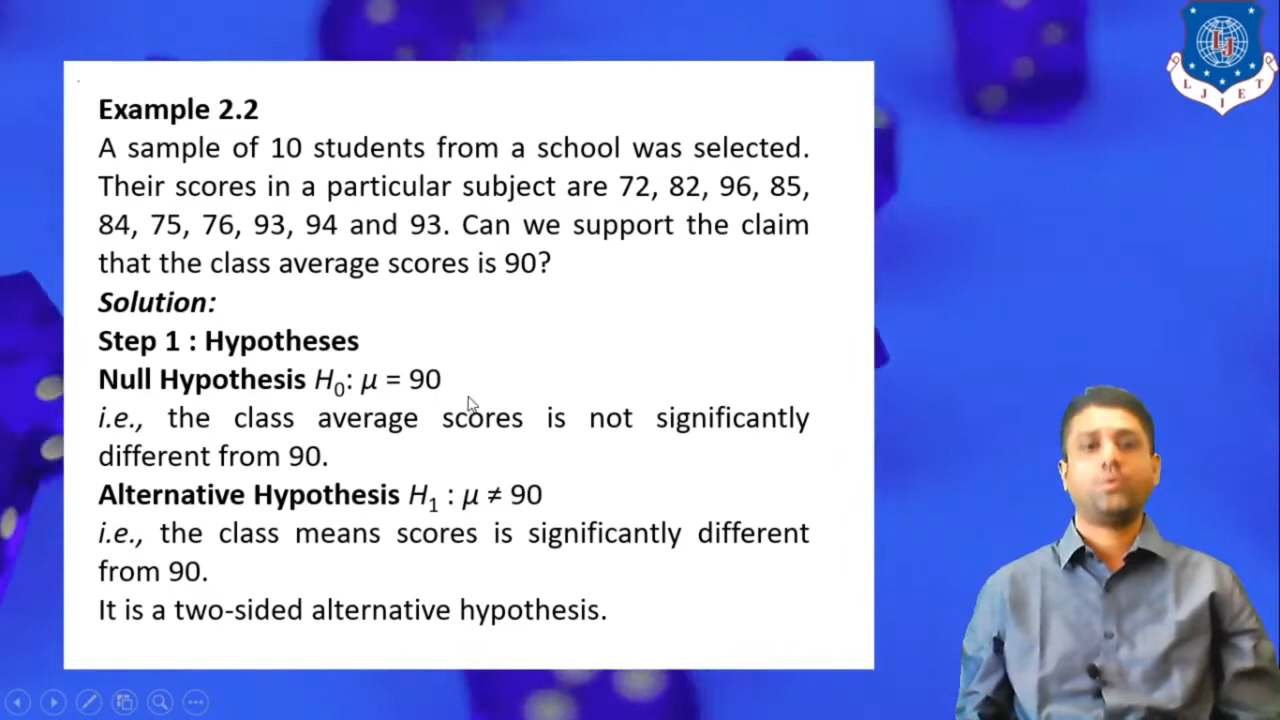 Example 2.2
A sample of 10 students from a school was selected.
Their scores in a particular subject are 72, 82, 96, 85,
84, 75, 76, 93, 94 and 93. Can we support the claim
that the class average scores is 90?
Solution:
Step 1 : Hypotheses
Null Hypothesis H₀: μ = 90
i.e., the class average scores is not significantly
different from 90.
Alternative Hypothesis H₁ : μ ≠ 90
i.e., the class means scores is significantly different
from 90.
It is a two-sided alternative hypothesis.
LJ
LJIET